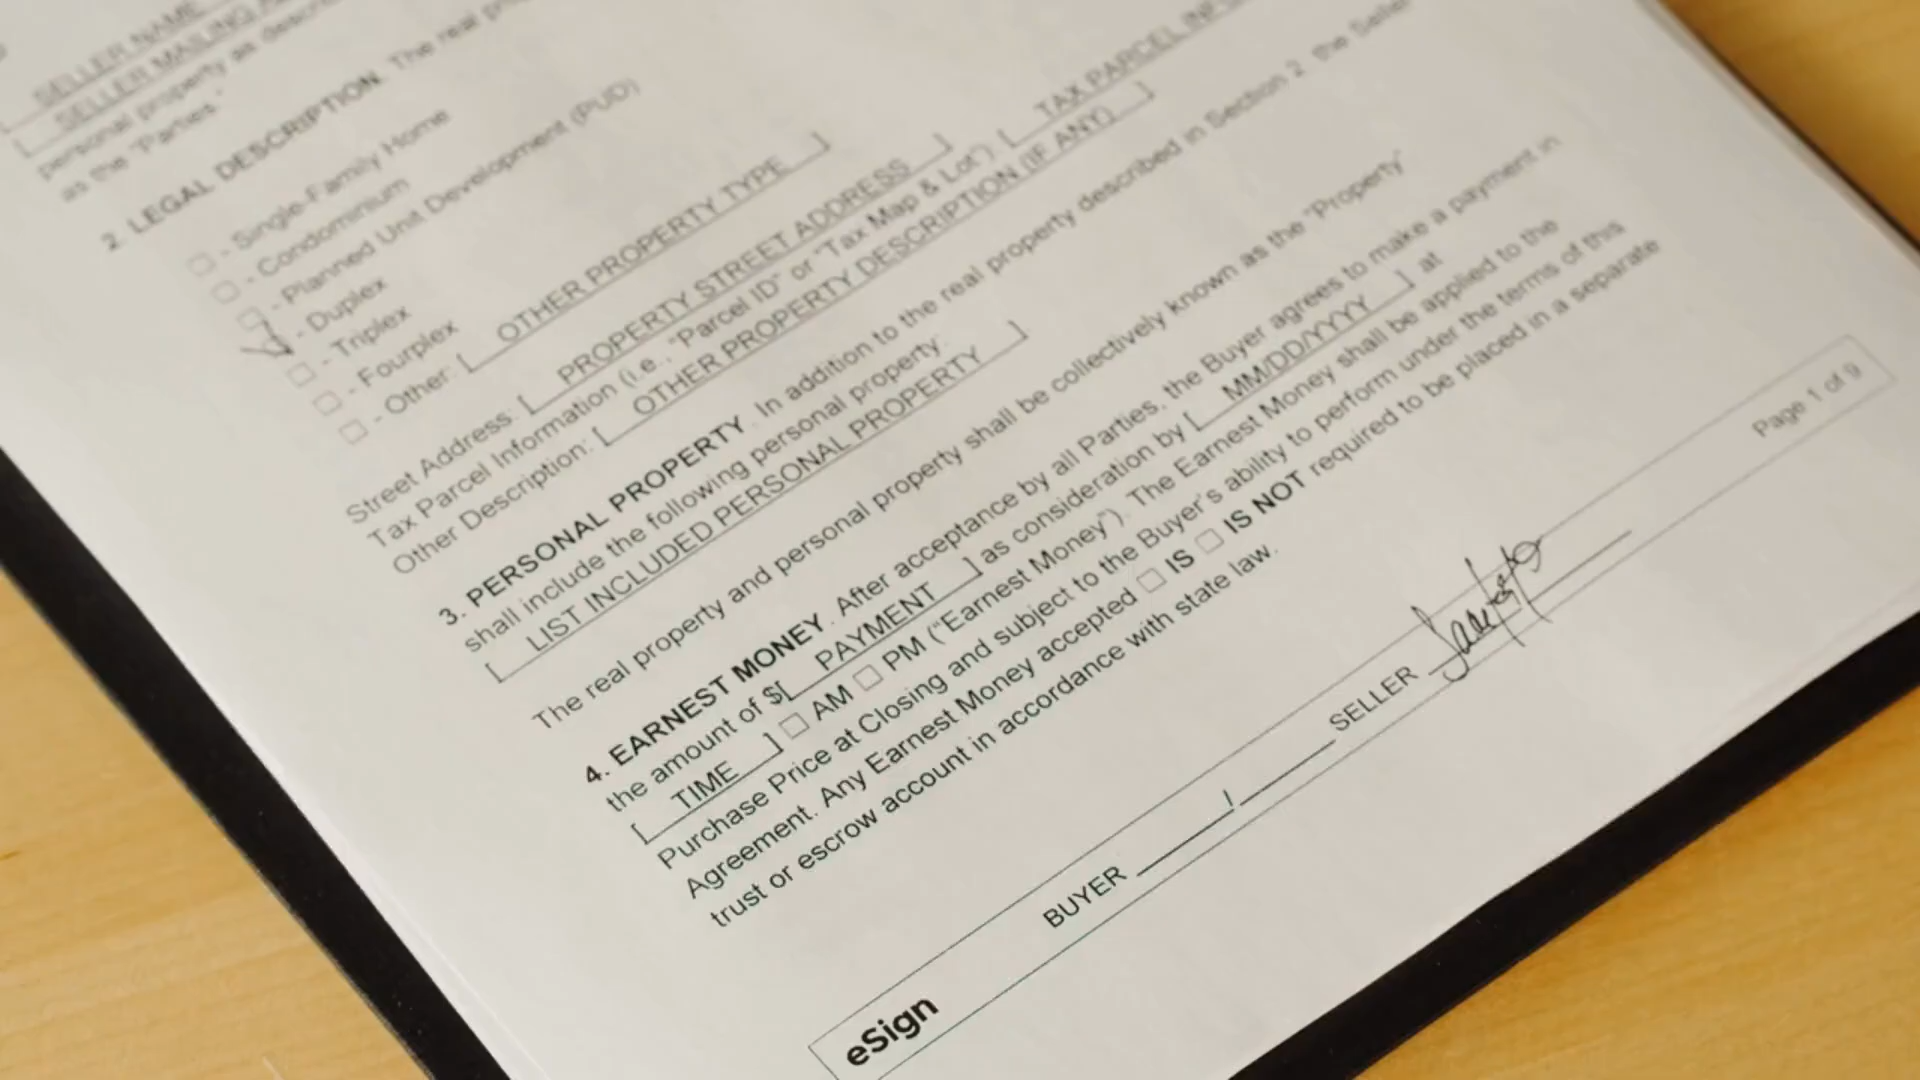 SELLER NAME
SELLER MAILING
personal property as
as the "Parties."
2. LEGAL DESCRIPTION. The real
- Single-Family Home
- Condominium
- Planned Unit Development (PUD)
- Duplex
- Triplex
- Fourplex
- Other: [ OTHER PROPERTY TYPE ]
Street Address: [ PROPERTY STREET ADDRESS ]
Tax Parcel Information (i.e., "Parcel ID" or "Tax Map & Lot") [ TAX PARCEL
Other Description: [ OTHER PROPERTY DESCRIPTION (IF ANY) ]
3. PERSONAL PROPERTY. In addition to the real property described in Section 2 the Seller
shall include the following personal property:
[ LIST INCLUDED PERSONAL PROPERTY ]
The real property and personal property shall be collectively known as the "Property"
4. EARNEST MONEY. After acceptance by all Parties, the Buyer agrees to make a payment in
the amount of $[ PAYMENT ] as consideration by [ MM/DD/YYYY ] at
[ TIME ] ☐ AM ☐ PM ("Earnest Money"). The Earnest Money shall be applied to the
Purchase Price at Closing and subject to the Buyer's ability to perform under the terms of this
Agreement. Any Earnest Money accepted ☐ IS ☐ IS NOT required to be placed in a separate
trust or escrow account in accordance with state law.
eSign BUYER ______/______ SELLER ______
Page 1 of 9